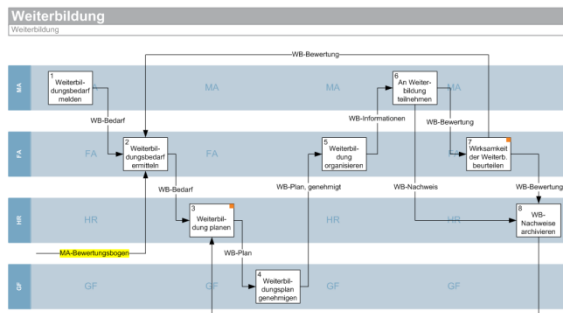 Weiterbildung
Weiterbildung
WB-Bewertung
MA
1
Weiterbil-
dungsbedarf
melden
MA
MA
6
An Weiter-
bildung
teilnehmen
MA
WB-Bedarf
WB-Informationen
WB-Bewertung
FA
FA
2
Weiterbil-
dungsbedarf
ermitteln
FA
5
Weiterbil-
dung
organisieren
7
Wirksamkeit
der Weiterb.
beurteilen
WB-Bedarf
WB-Plan, genehmigt
WB-Nachweis
WB-Bewertung
HR
HR
3
Weiterbil-
dung planen
HR
HR
8
WB-
Nachweise
archivieren
MA-Bewertungsbogen
WB-Plan
GF
GF
GF
4
Weiterbil-
dungsplan
genehmigen
GF
GF